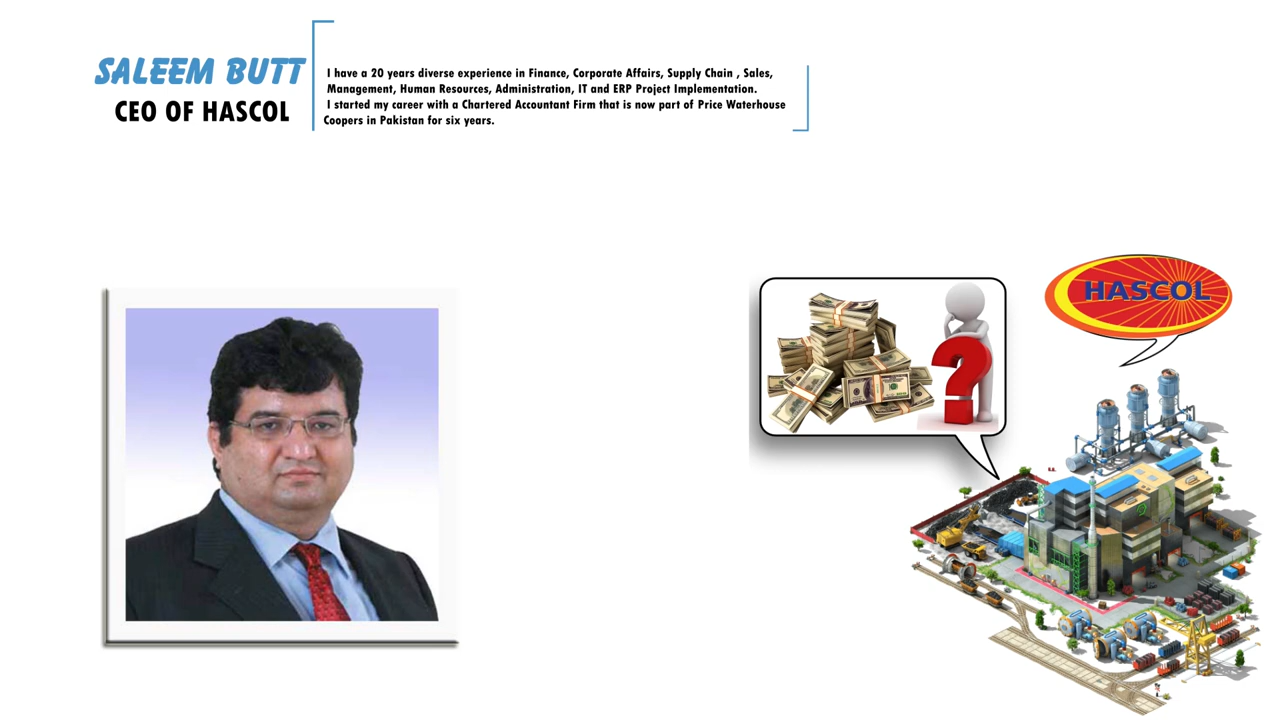 SALEEM BUTT
CEO OF HASCOL
I have a 20 years diverse experience in Finance, Corporate Affairs, Supply Chain , Sales,
Management, Human Resources, Administration, IT and ERP Project Implementation.
I started my career with a Chartered Accountant Firm that is now part of Price Waterhouse
Coopers in Pakistan for six years.
HASCOL
?